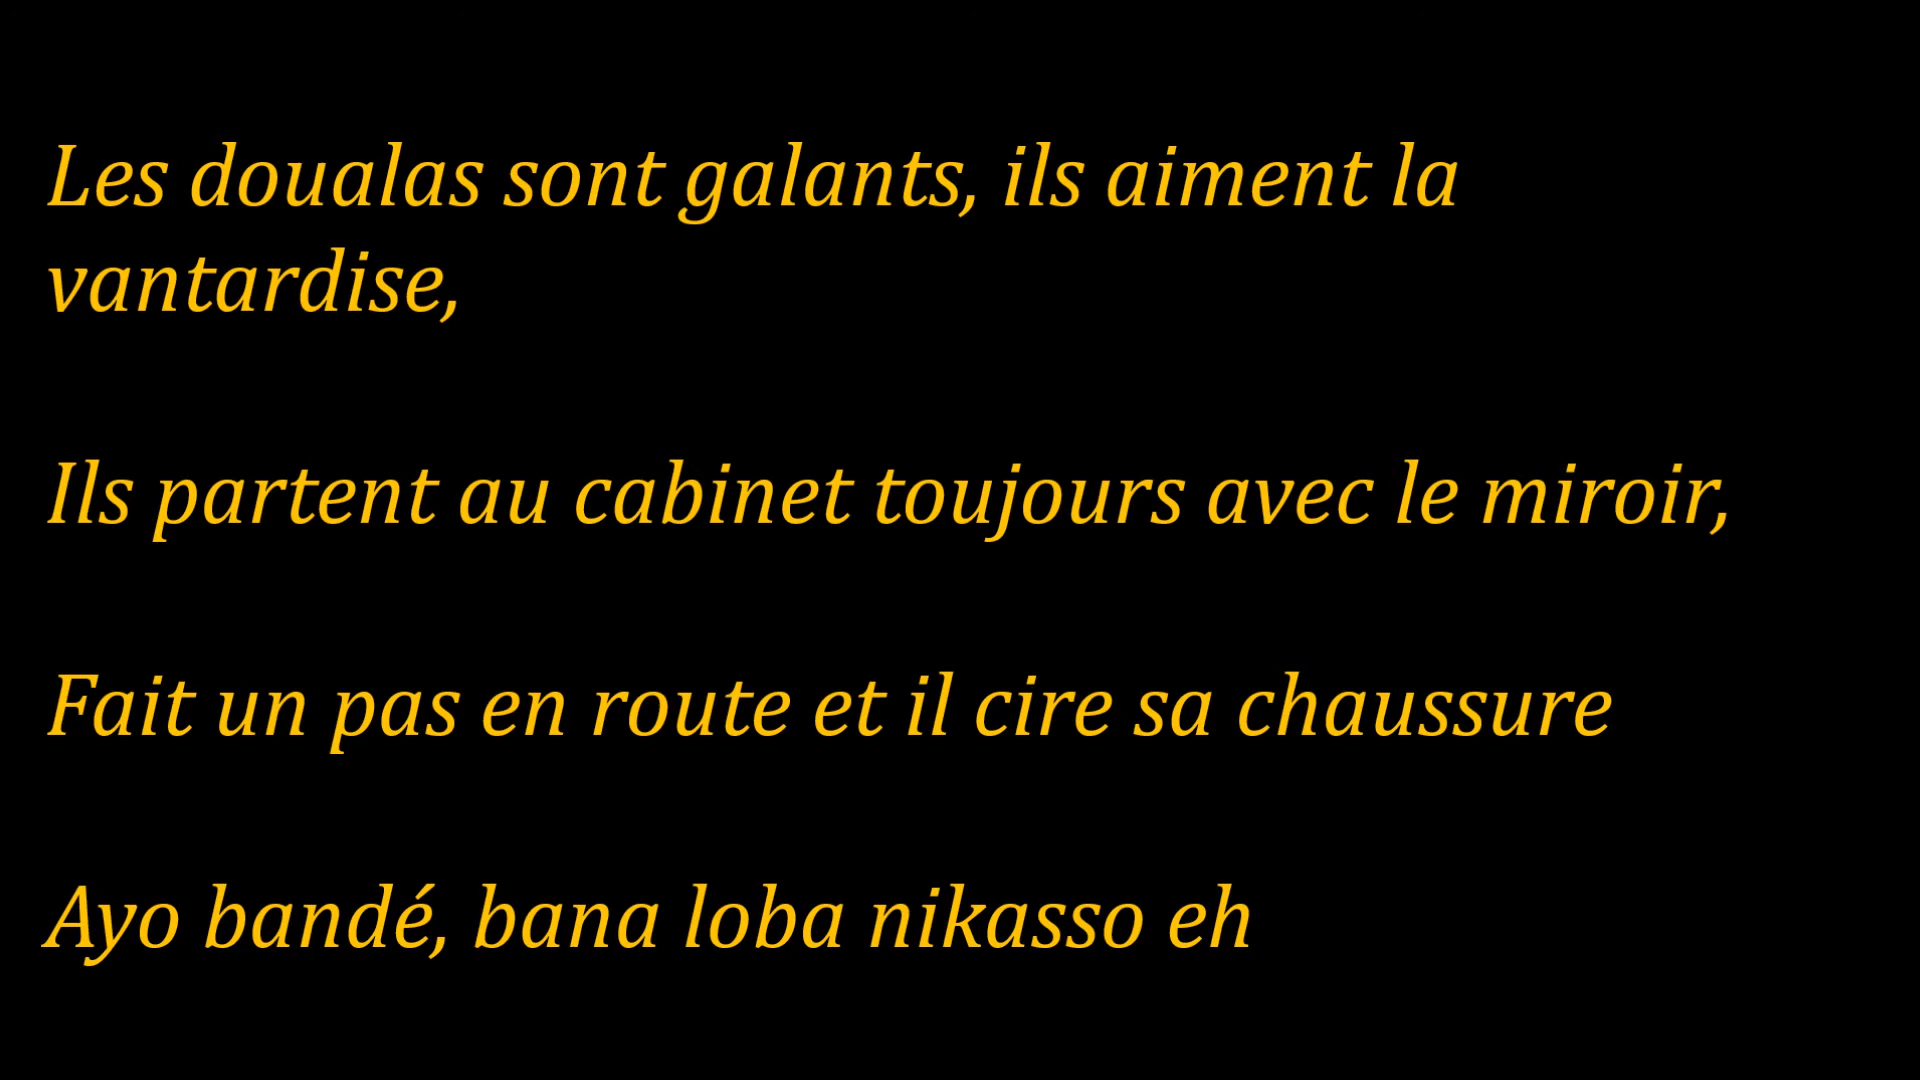 Les doualas sont galants, ils aiment la
vantardise,
Ils partent au cabinet toujours avec le miroir,
Fait un pas en route et il cire sa chaussure
Ayo bandé, bana loba nikasso eh